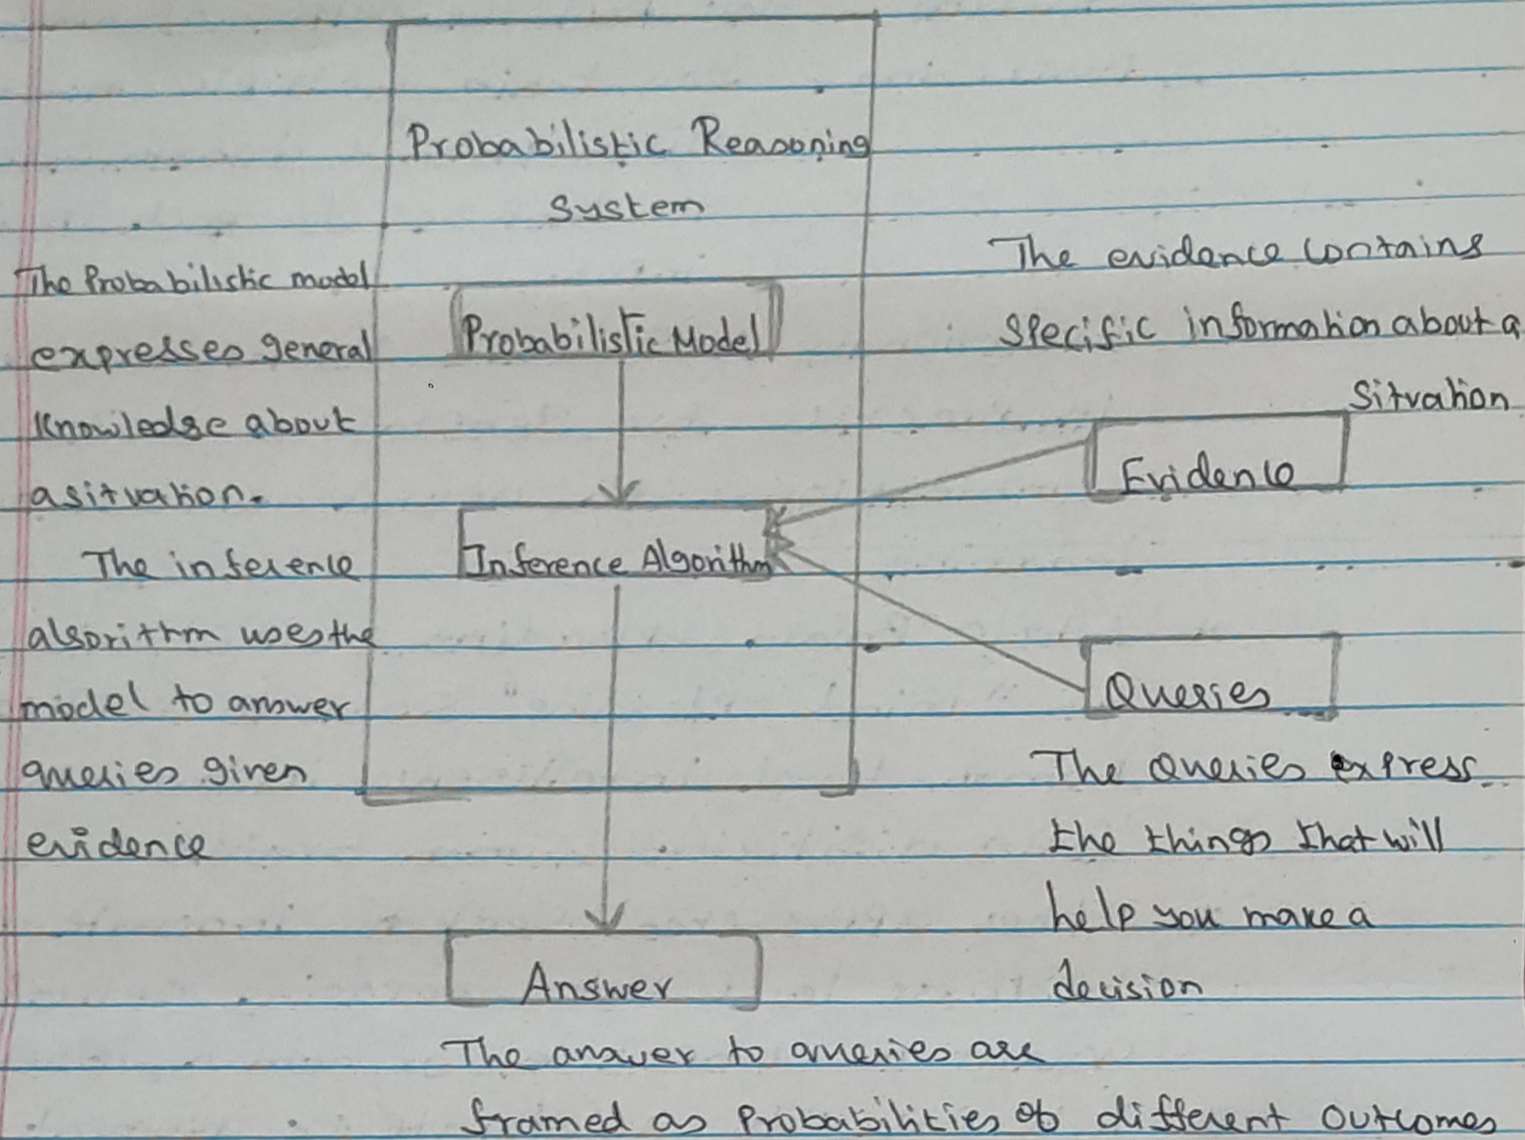 Probabilistic Reasoning
System
The Probabilistic model
expresses general
Knowledge about
a situation.
The inference
algorithm uses the
model to answer
queries given
evidence
Probabilistic Model
Inference Algorithm
The evidence contains
specific information about a
situation
Evidence
Queries
The Queries express
the things that will
help you make a
decision
Answer
The answer to queries are
framed as Probabilities of different outcomes